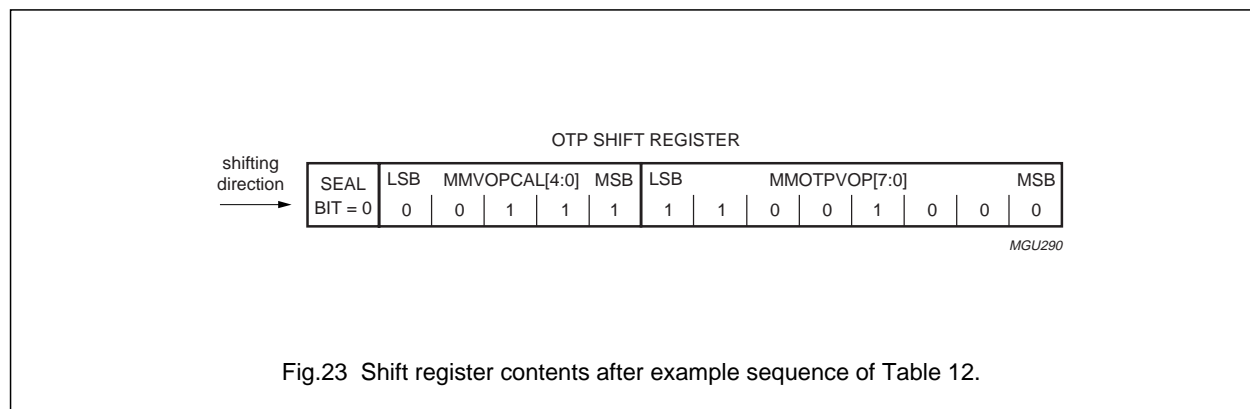 OTP SHIFT REGISTER
shifting
direction
SEAL
BIT = 0
LSB MMVOPCAL[4:0] MSB LSB MMOTPVOP[7:0] MSB
0 0 1 1 1 1 1 0 0 1 0 0 0
MGU290
Fig.23 Shift register contents after example sequence of Table 12.